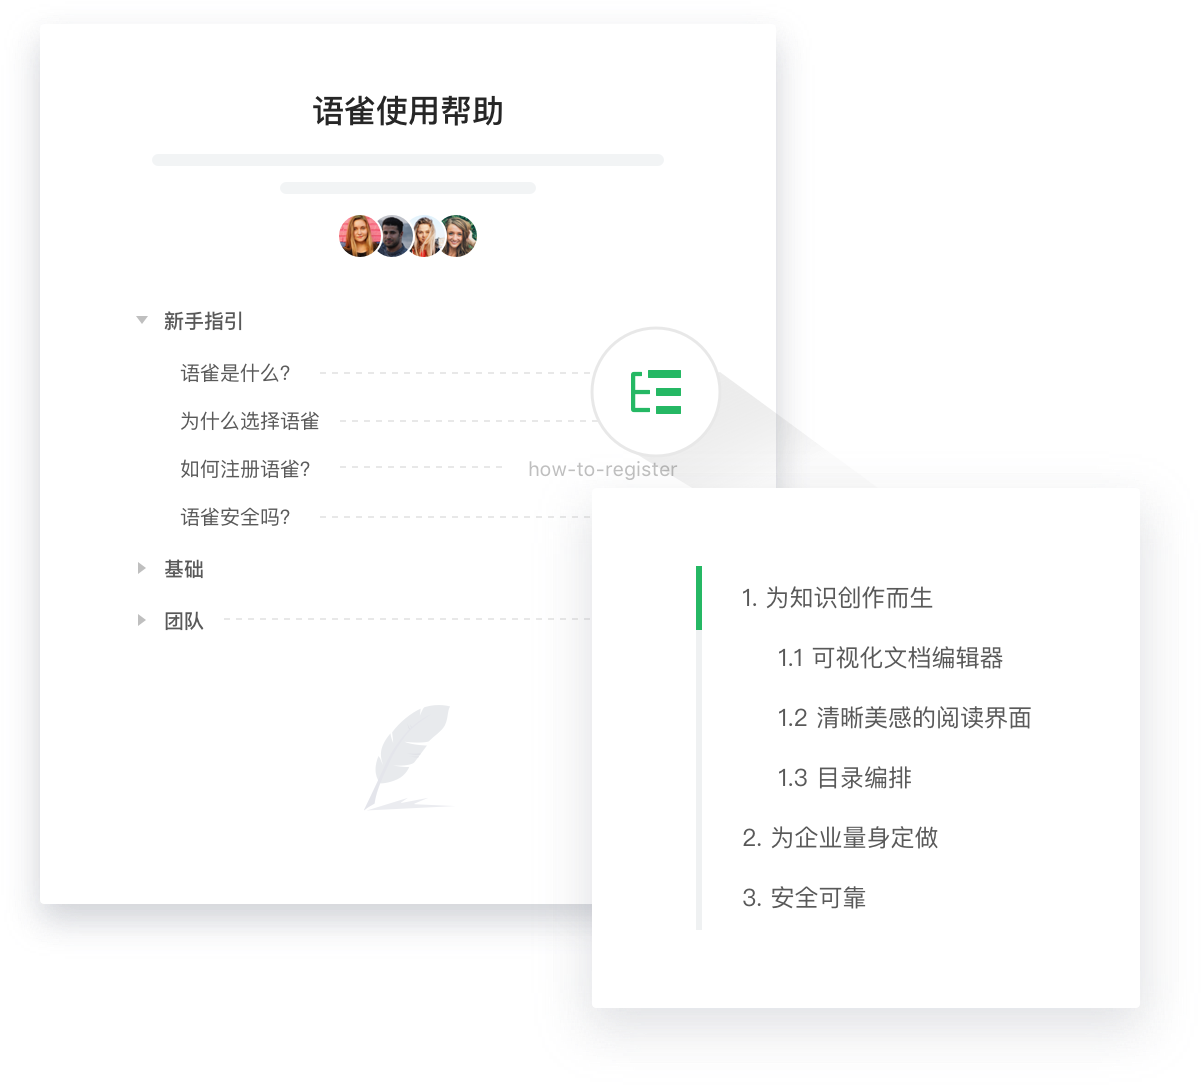 语雀使用帮助
新手指引
语雀是什么?
为什么选择语雀
如何注册语雀? how-to-register
语雀安全吗?
基础
团队
1. 为知识创作而生
1.1 可视化文档编辑器
1.2 清晰美感的阅读界面
1.3 目录编排
2. 为企业量身定做
3. 安全可靠